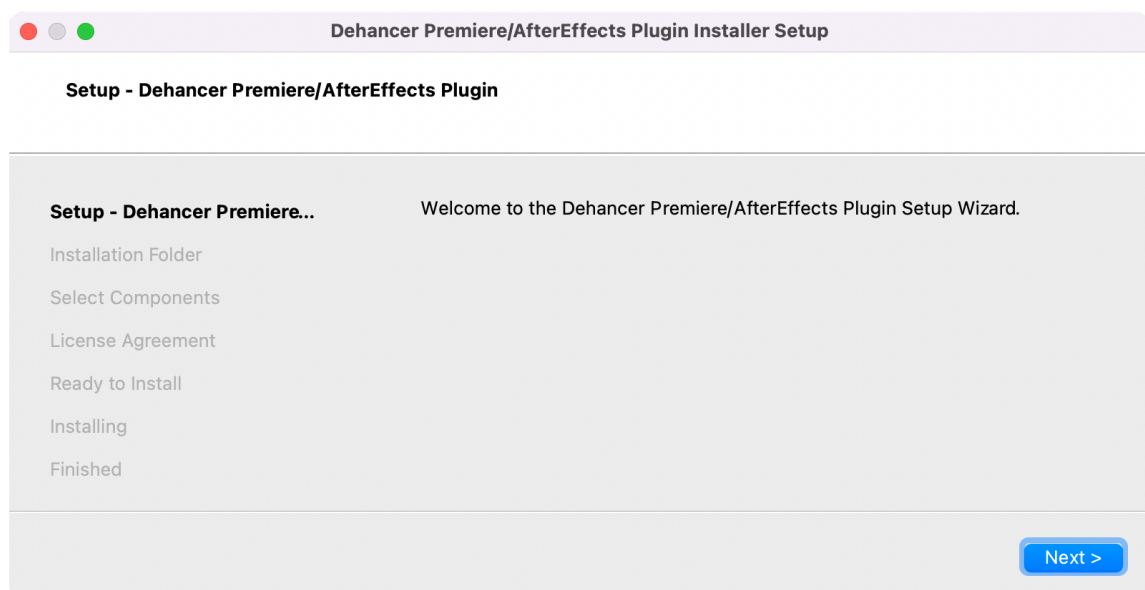 Dehancer Premiere/AfterEffects Plugin Installer Setup
Setup - Dehancer Premiere/AfterEffects Plugin
Setup - Dehancer Premiere...
Welcome to the Dehancer Premiere/AfterEffects Plugin Setup Wizard.
Installation Folder
Select Components
License Agreement
Ready to Install
Installing
Finished
Next >